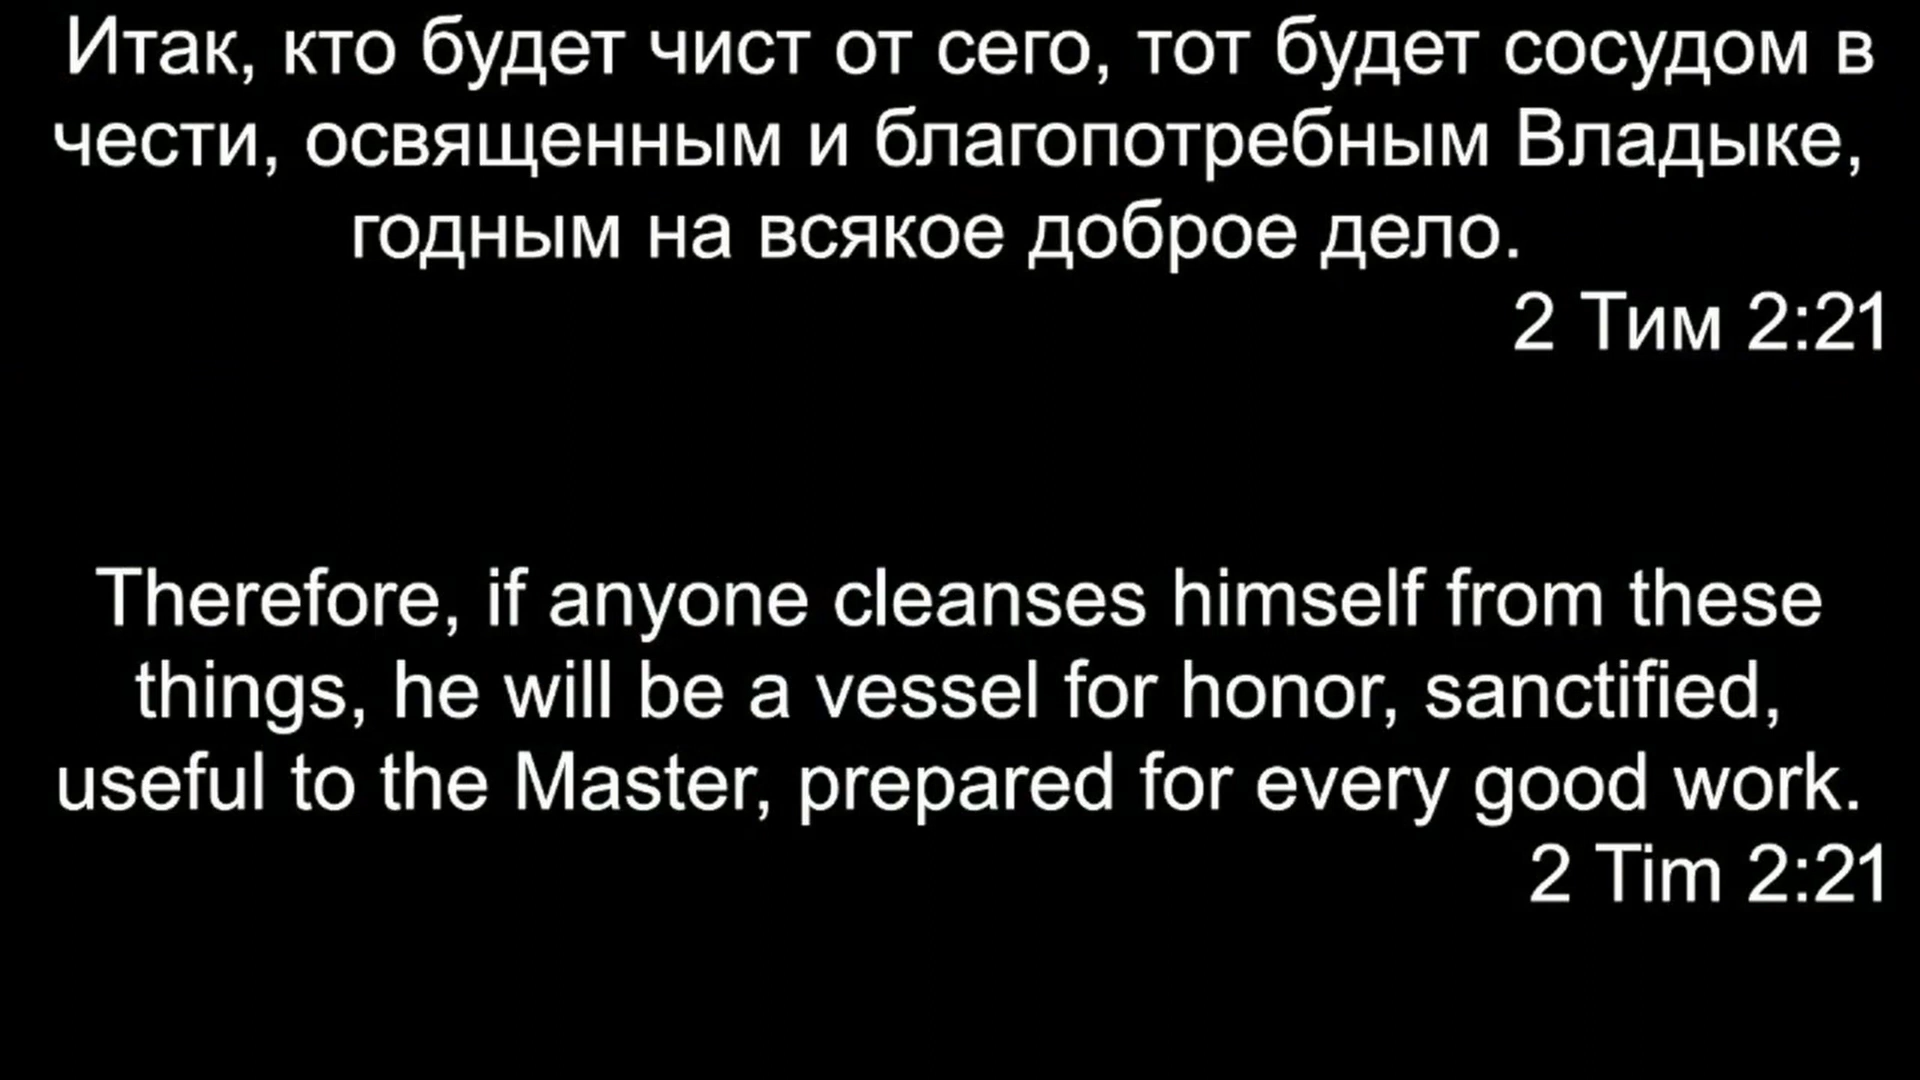 Итак, кто будет чист от сего, тот будет сосудом в
чести, освященным и благопотребным Владыке,
годным на всякое доброе дело.
2 Тим 2:21
Therefore, if anyone cleanses himself from these
things, he will be a vessel for honor, sanctified,
useful to the Master, prepared for every good work.
2 Tim 2:21